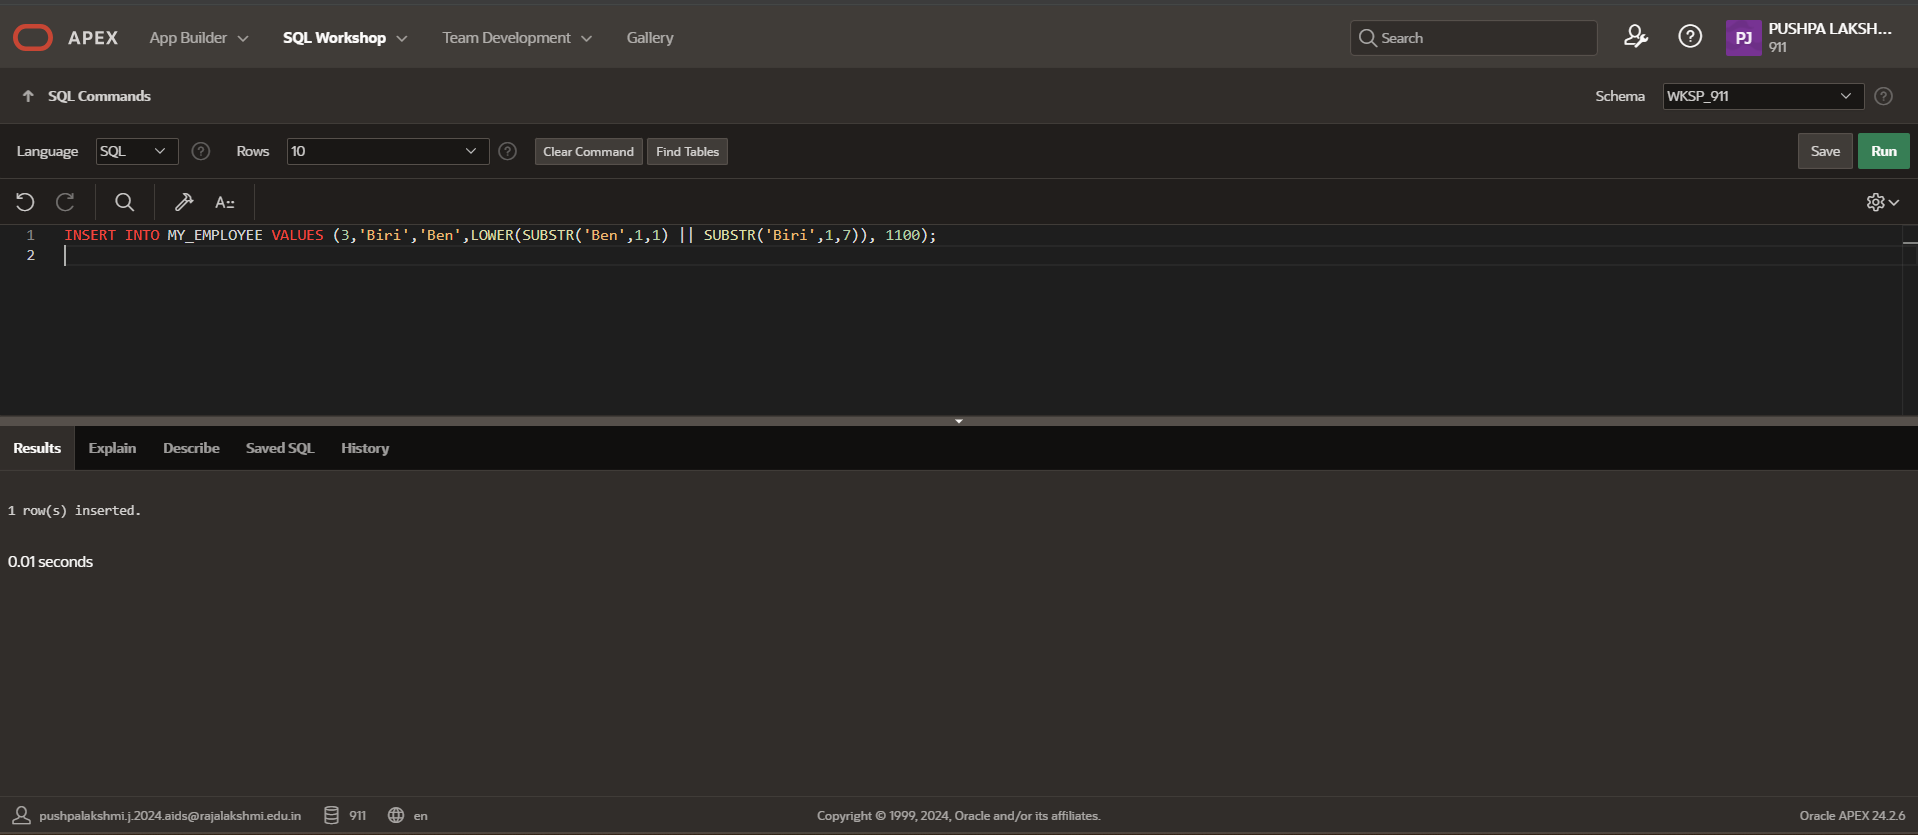 APEX App Builder SQL Workshop Team Development Gallery Search PJ PUSHPA LAKSH...
911
SQL Commands Schema WKSP_911
Language SQL Rows 10 Clear Command Find Tables Save Run
1 INSERT INTO MY_EMPLOYEE VALUES (3,'Biri','Ben',LOWER(SUBSTR('Ben',1,1) || SUBSTR('Biri',1,7)), 1100);
2
Results Explain Describe Saved SQL History
1 row(s) inserted.
0.01 seconds
pushpalakshmi.j.2024.aids@rajalakshmi.edu.in 911 en Copyright © 1999, 2024, Oracle and/or its affiliates. Oracle APEX 24.2.6